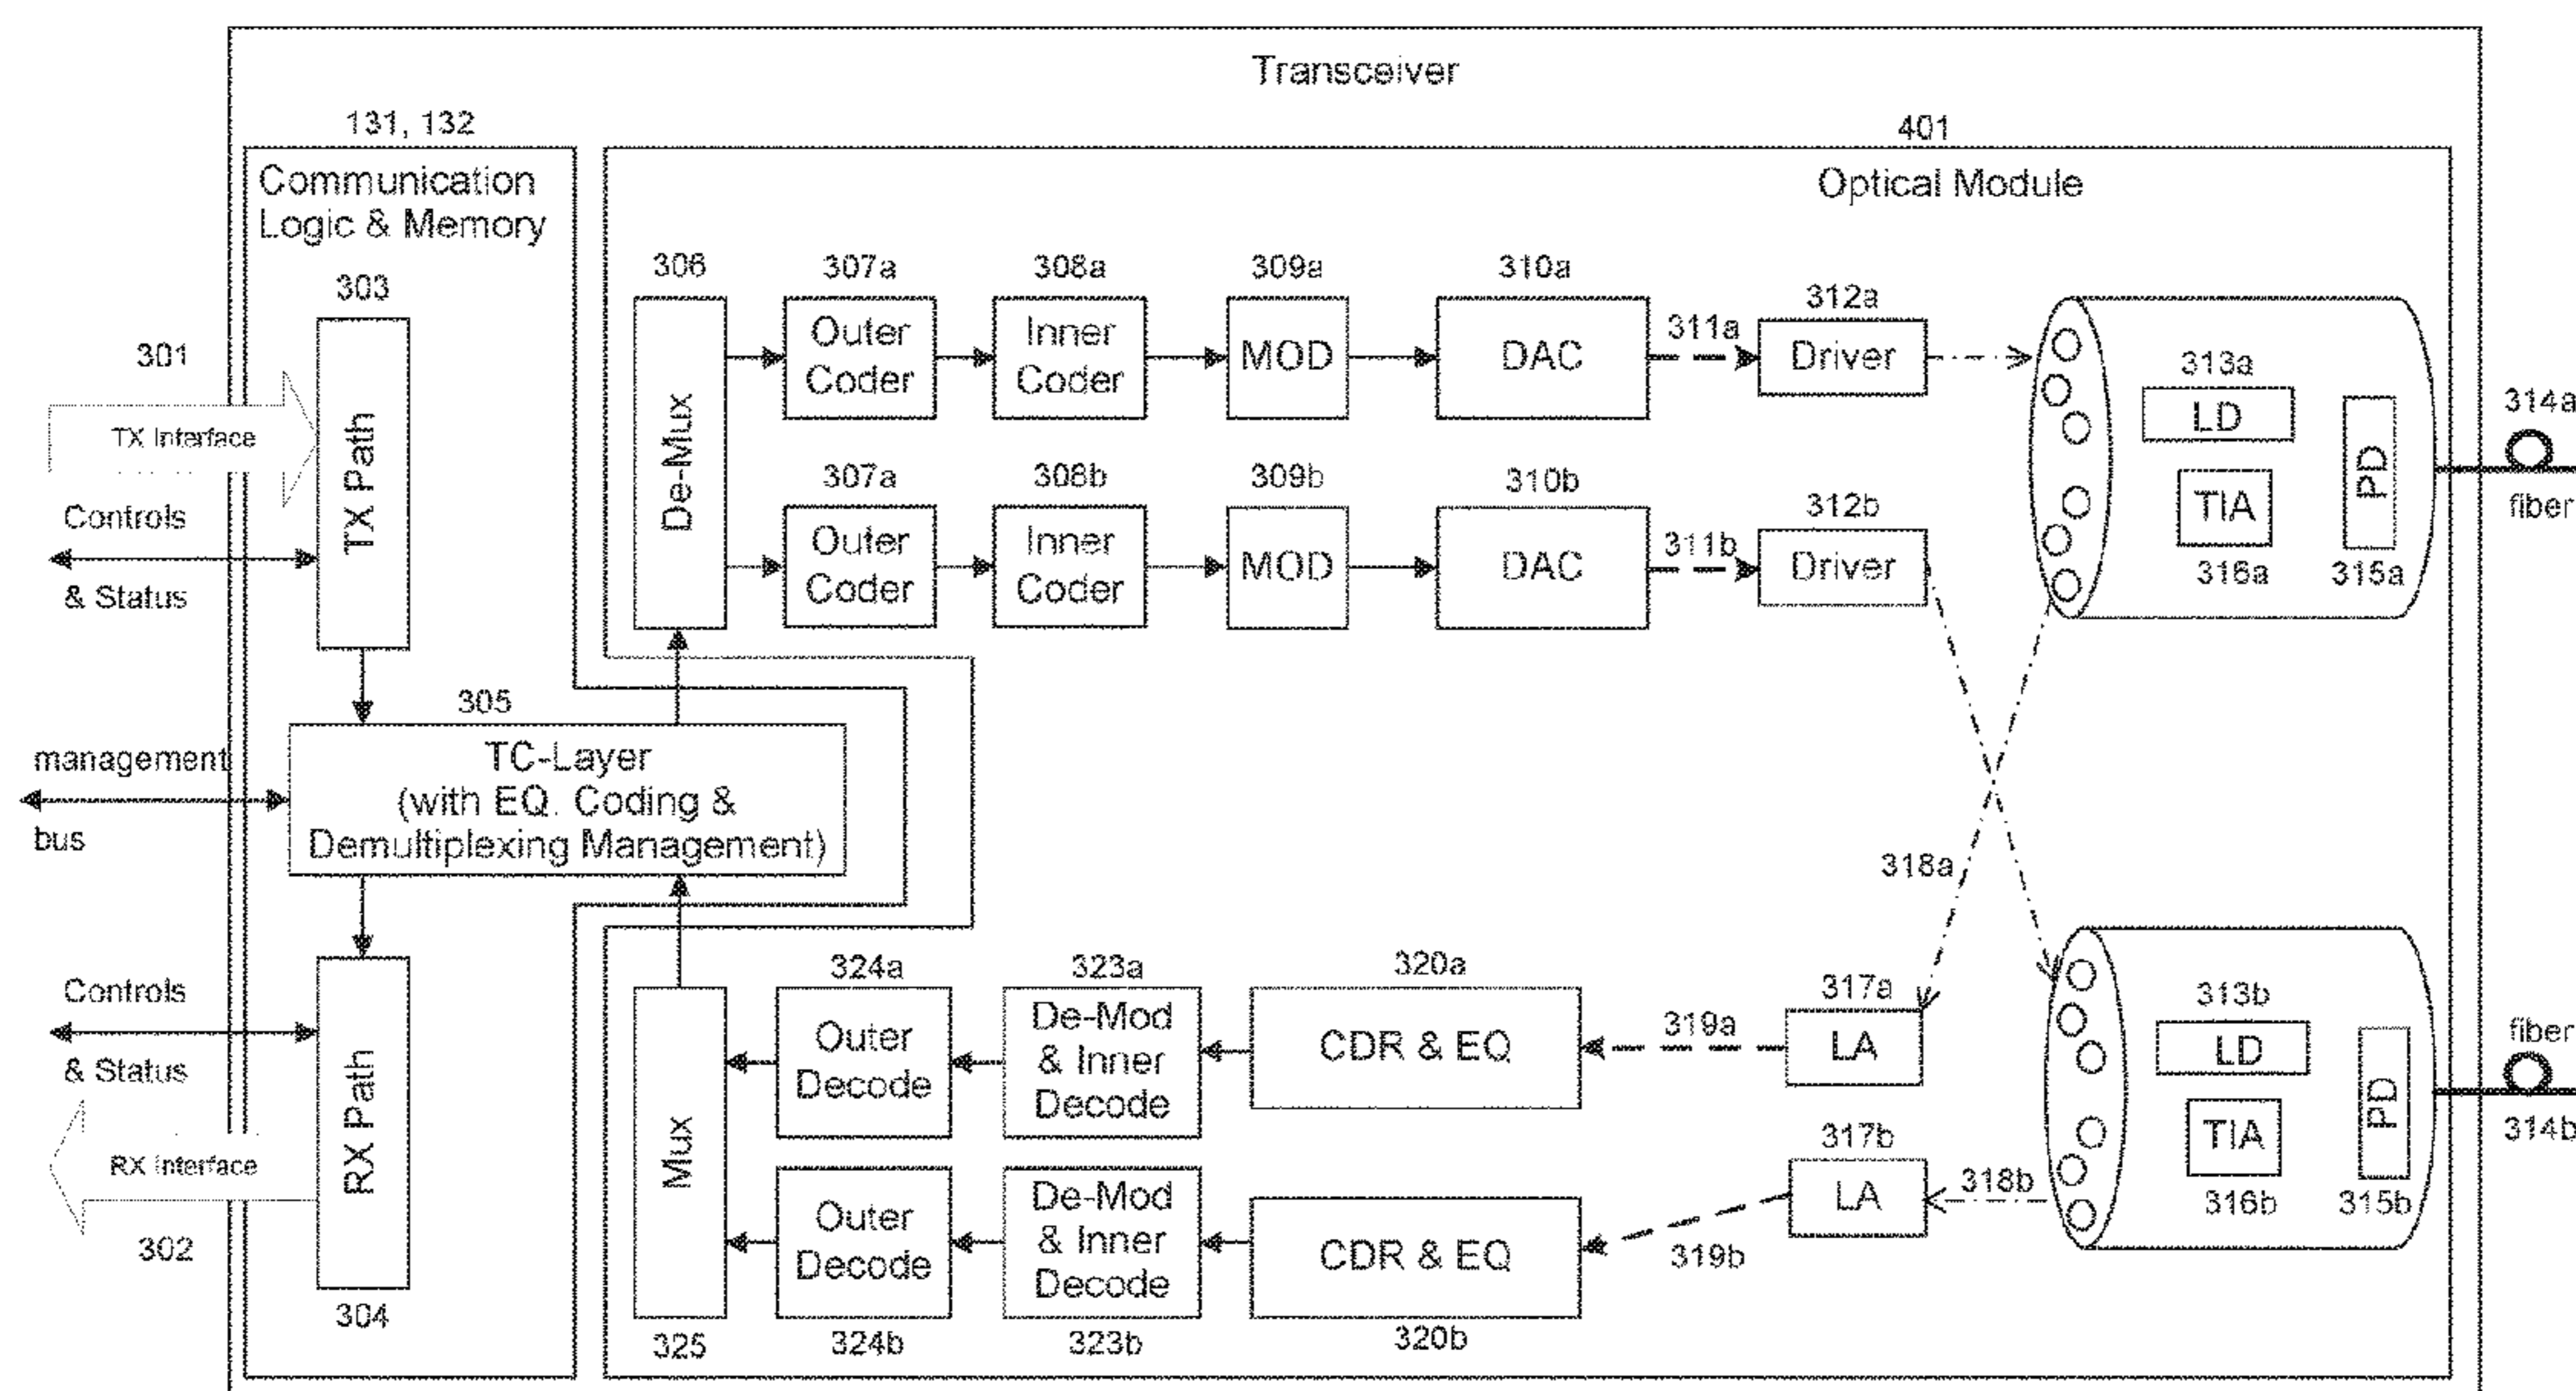 Transceiver
131, 132
401
Communication
Logic & Memory
Optical Module
303
306
307a
308a
309a
310a
312a
301
TX Interface
TX Path
De-Mux
Outer
Coder
Inner
Coder
MOD
DAC
311a
Driver
313a
LD
PD
314a
fiber
Controls
& Status
307a
308b
309b
310b
312b
Outer
Coder
Inner
Coder
MOD
DAC
311b
Driver
TIA
316a
315a
305
management
bus
TC-Layer
(with EQ. Coding &
Demultiplexing Management)
318a
324a
323a
320a
317a
313b
Controls
& Status
RX Path
Mux
Outer
Decode
De-Mod
& Inner
Decode
CDR & EQ
319a
LA
LD
PD
fiber
314b
RX Interface
302
304
Outer
Decode
De-Mod
& Inner
Decode
CDR & EQ
319b
317b
LA
318b
TIA
316b
315b
325
324b
323b
320b